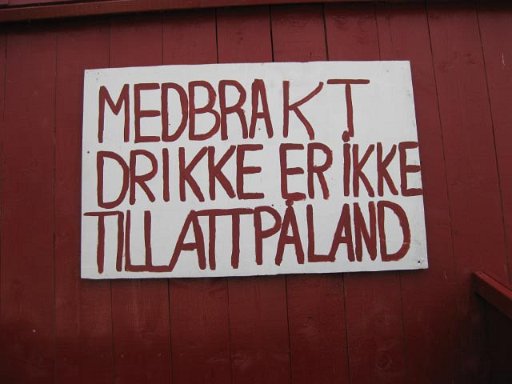 MEDBRAKT
DRIKKE ER IKKE
TILLATT PÅ LAND